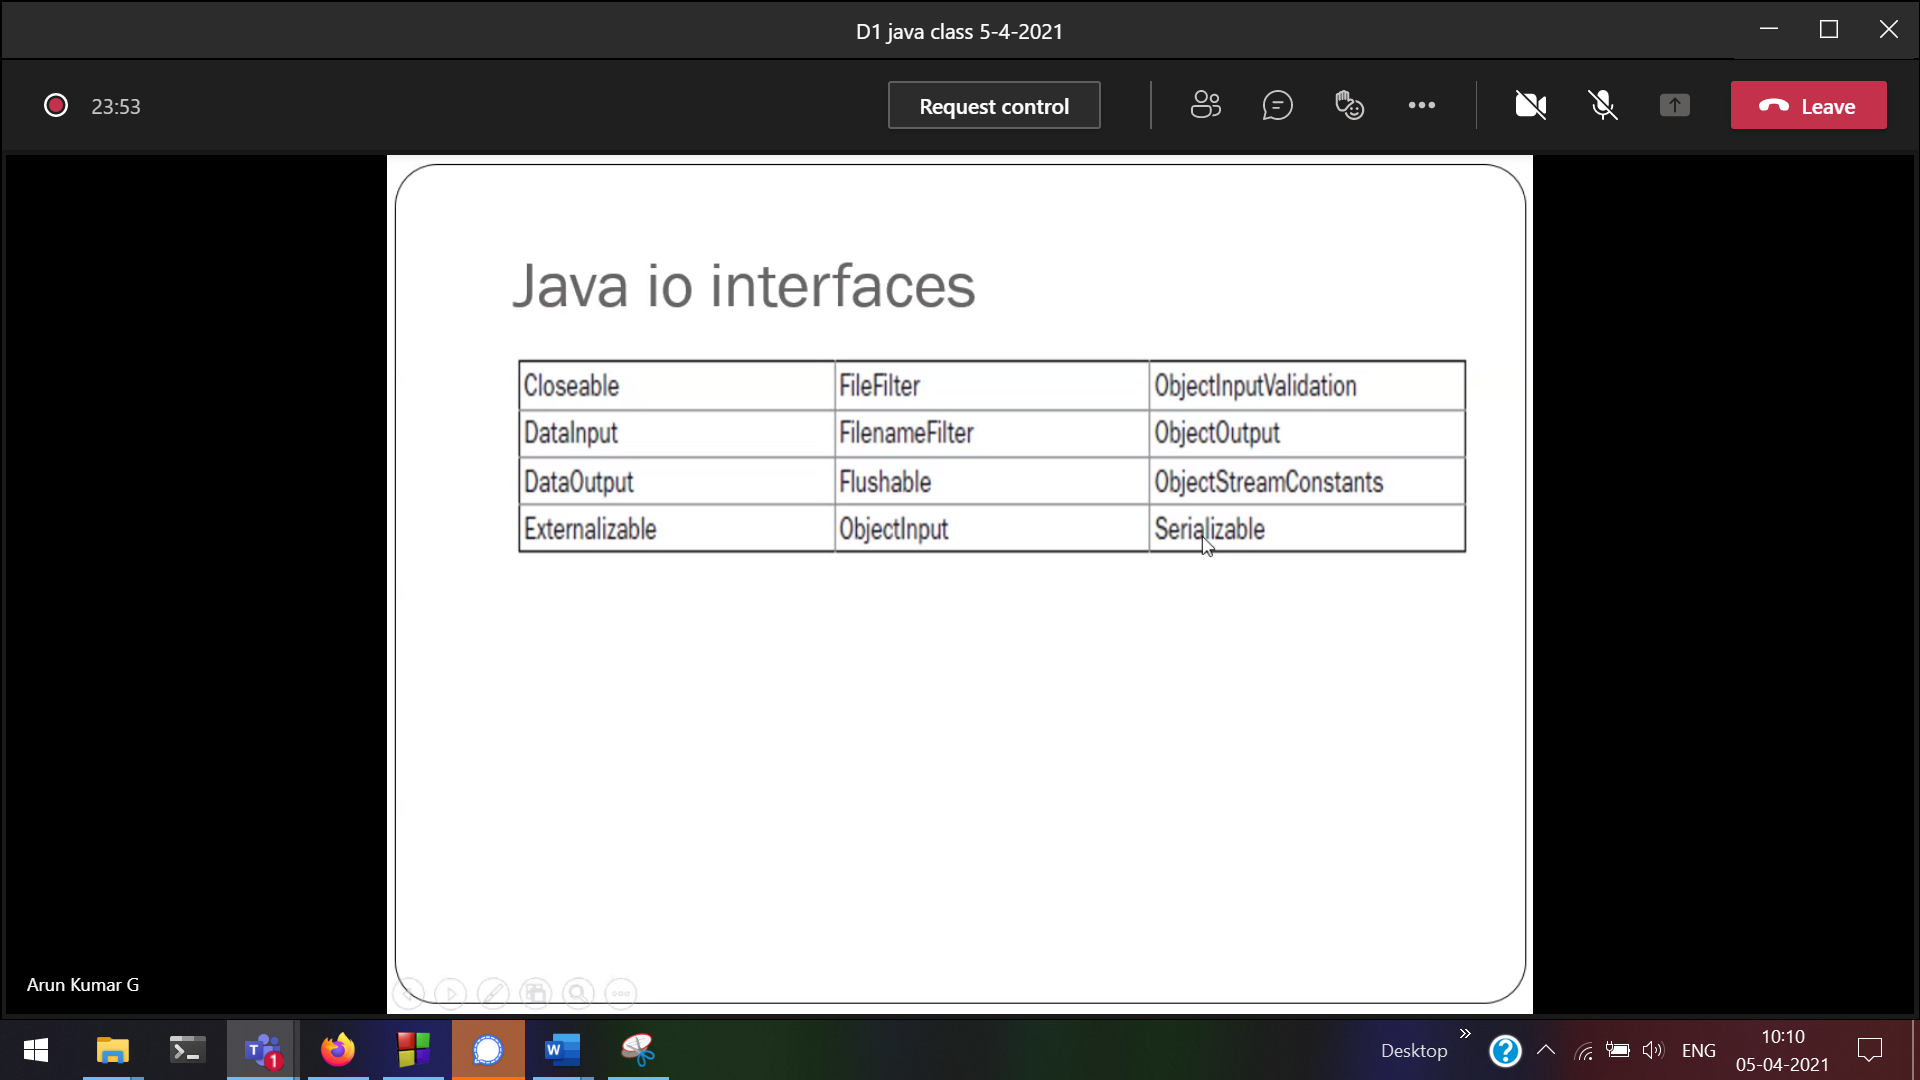 D1 java class 5-4-2021
23:53
Request control
Leave
Java io interfaces
Closeable FileFilter ObjectInputValidation
DataInput FilenameFilter ObjectOutput
DataOutput Flushable ObjectStreamConstants
Externalizable ObjectInput Serializable
Arun Kumar G
T 1
W
Desktop
?
ENG
10:10
05-04-2021